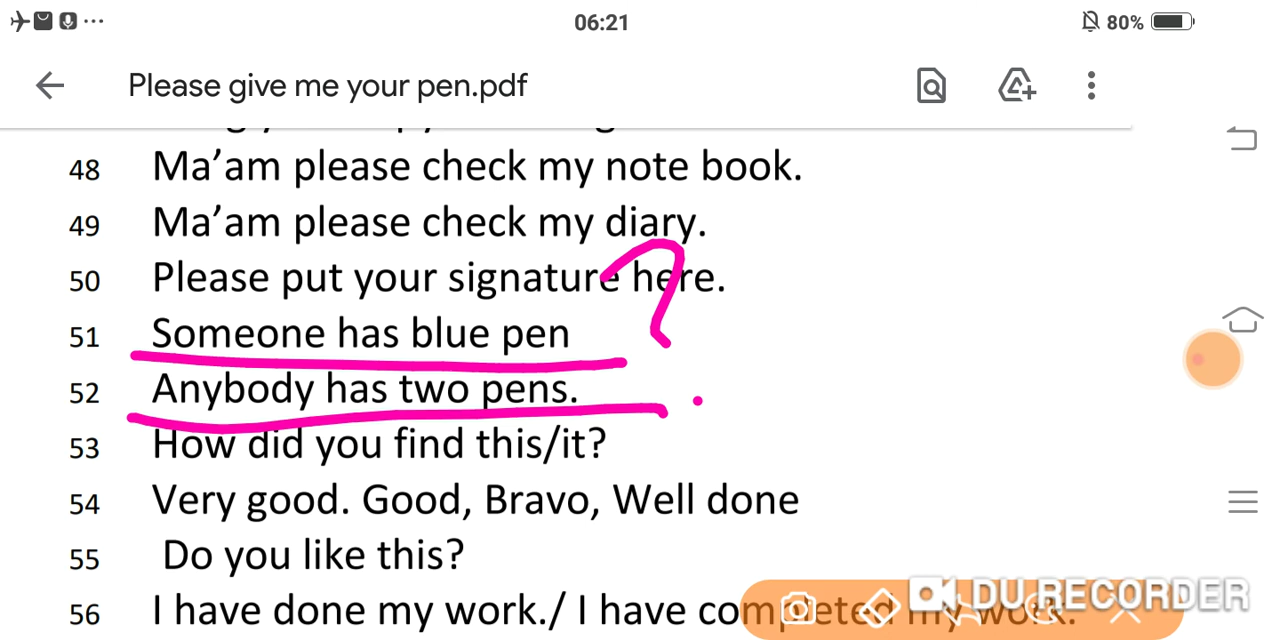 06:21
80%
Please give me your pen.pdf
48 Ma’am please check my note book.
49 Ma’am please check my diary.
50 Please put your signature here.
51 Someone has blue pen
52 Anybody has two pens.
?
53 How did you find this/it?
54 Very good. Good, Bravo, Well done
55 Do you like this?
56 I have done my work./ I have completed my work.
DU RECORDER